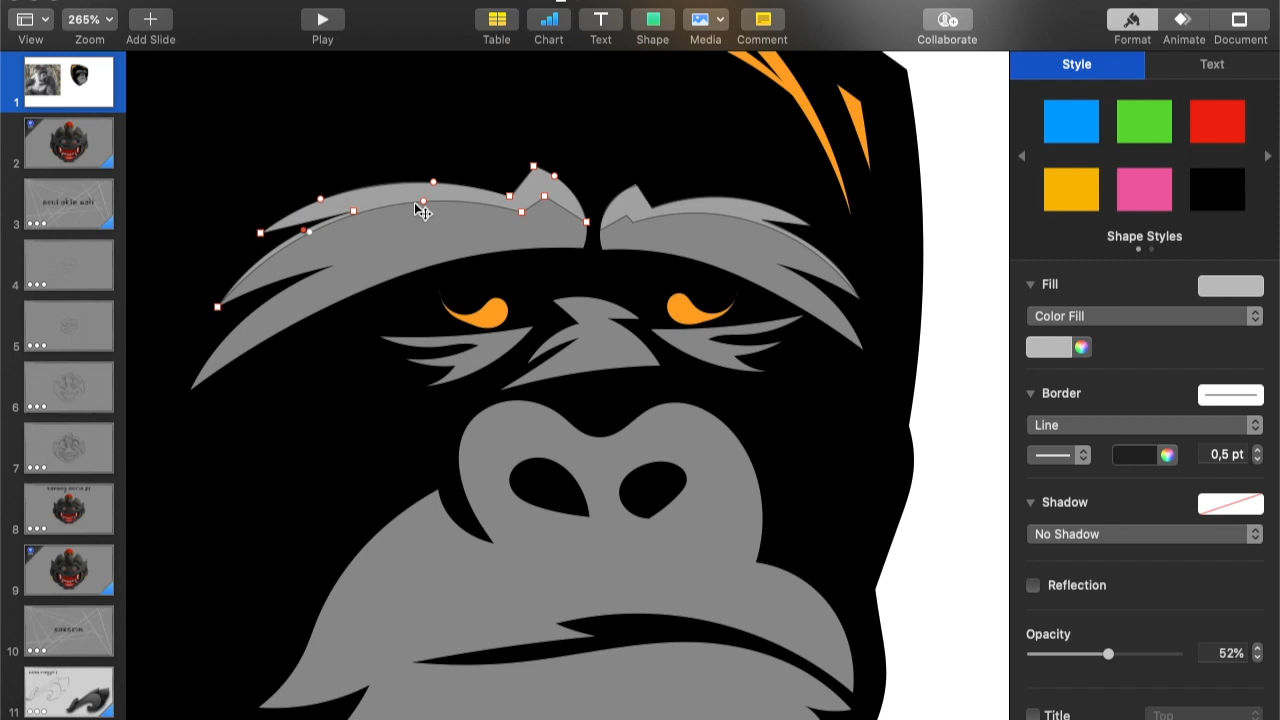 265%
View
Zoom
Add Slide
Play
Table
Chart
Text
Shape
Media
Comment
Collaborate
Format
Animate
Document
Style
Text
1
2
3
4
5
6
7
8
9
10
11
Shape Styles
Fill
Color Fill
Border
Line
0,5 pt
Shadow
No Shadow
Reflection
Opacity
52%
Title
Top